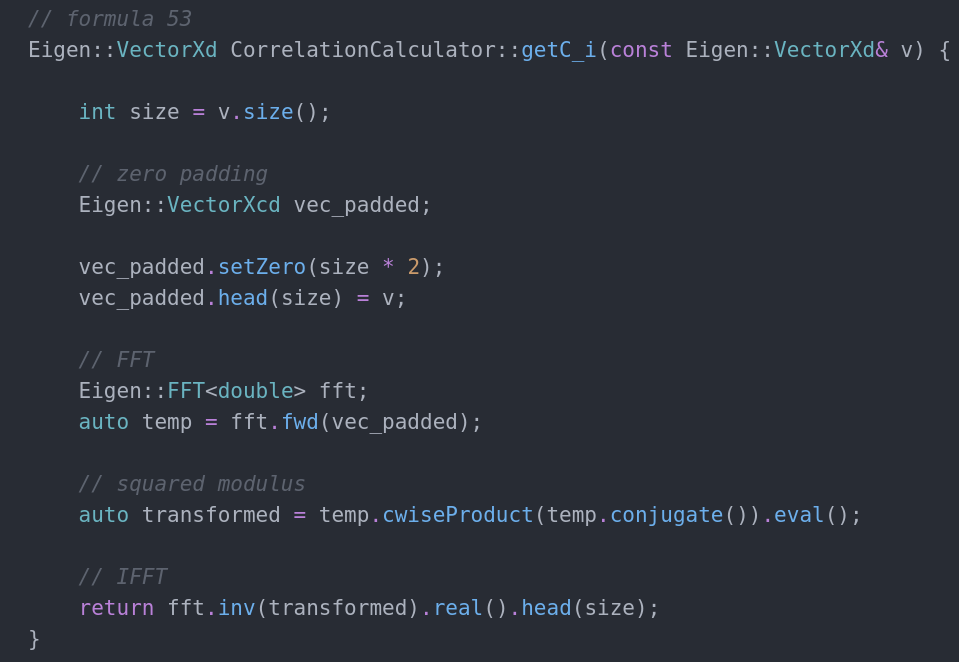 // formula 53
Eigen::VectorXd CorrelationCalculator::getC_i(const Eigen::VectorXd& v) {
int size = v.size();
// zero padding
Eigen::VectorXcd vec_padded;
vec_padded.setZero(size * 2);
vec_padded.head(size) = v;
// FFT
Eigen::FFT<double> fft;
auto temp = fft.fwd(vec_padded);
// squared modulus
auto transformed = temp.cwiseProduct(temp.conjugate()).eval();
// IFFT
return fft.inv(transformed).real().head(size);
}